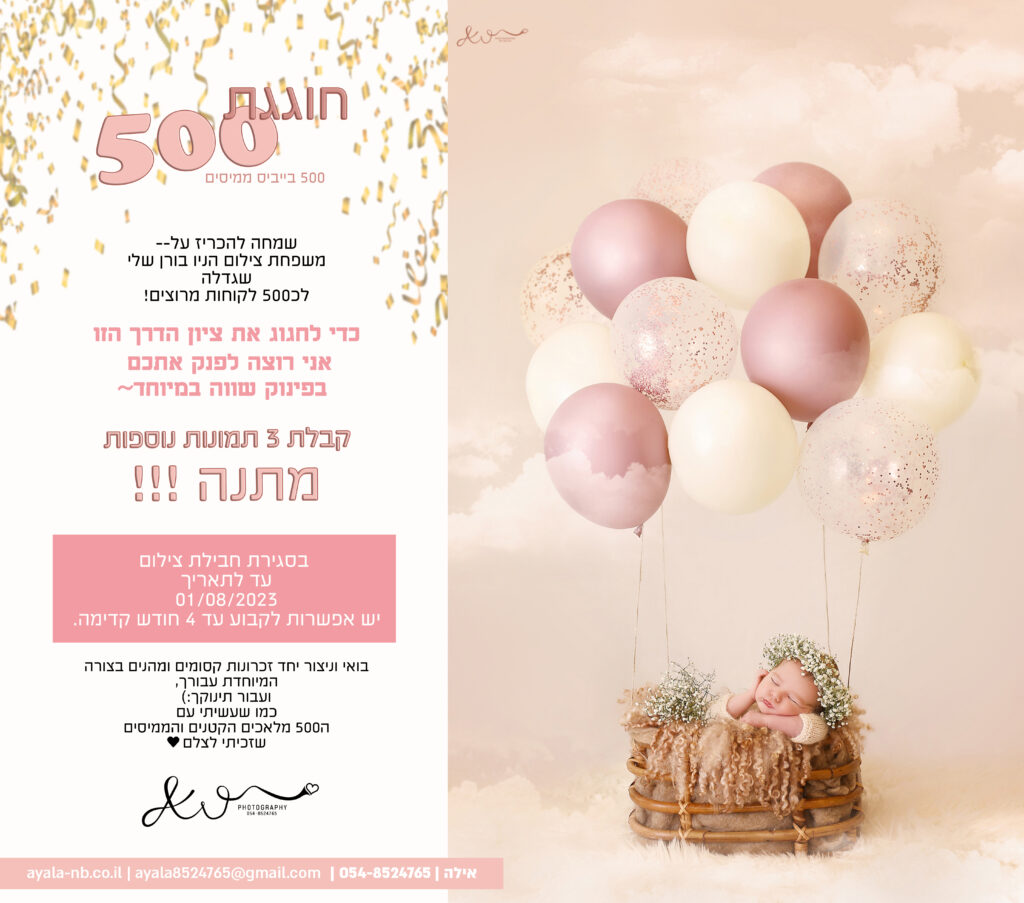 חוגגת
500
500 בייביס ממיסים
שמחה להכריז על--
משפחת צילום הניו בורן שלי
שגדלה
לכ500 לקוחות מרוצים!
כדי לחגוג את ציון הדרך הזו
אני רוצה לפנק אתכם
בפינוק שווה במיוחד~
קבלת 3 תמונות נוספות
מתנה !!!
בסגירת חבילת צילום
עד לתאריך
01/08/2023
יש אפשרות לקבוע עד 4 חודש קדימה.
בואי וניצור יחד זכרונות קסומים ומהנים בצורה
המיוחדת עבורך,
ועבור תינוקך:)
כמו שעשיתי עם
ה500 מלאכים הקטנים והממיסים
שזכיתי לצלם ♥
PHOTOGRAPHY
054-8524765
אילה | 054-8524765 | ayala8524765@gmail.com | ayala-nb.co.il